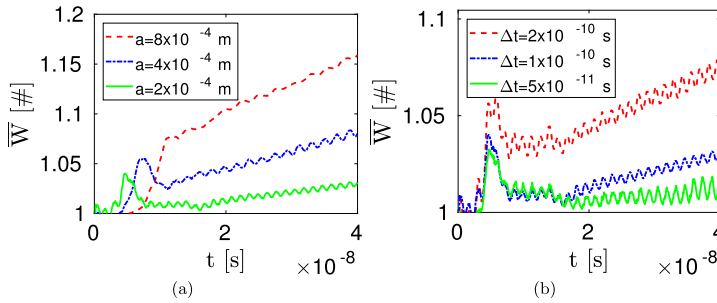 a=8x10 -4 m
a=4x10 -4 m
a=2x10 -4 m
1.2
1.15
1.1
1.05
1
W̅ [#]
0
2
4
t [s]
×10-8
(a)
Δt=2x10 -10 s
Δt=1x10 -10 s
Δt=5x10 -11 s
1.1
1.05
1
W̅ [#]
0
2
4
t [s]
×10-8
(b)